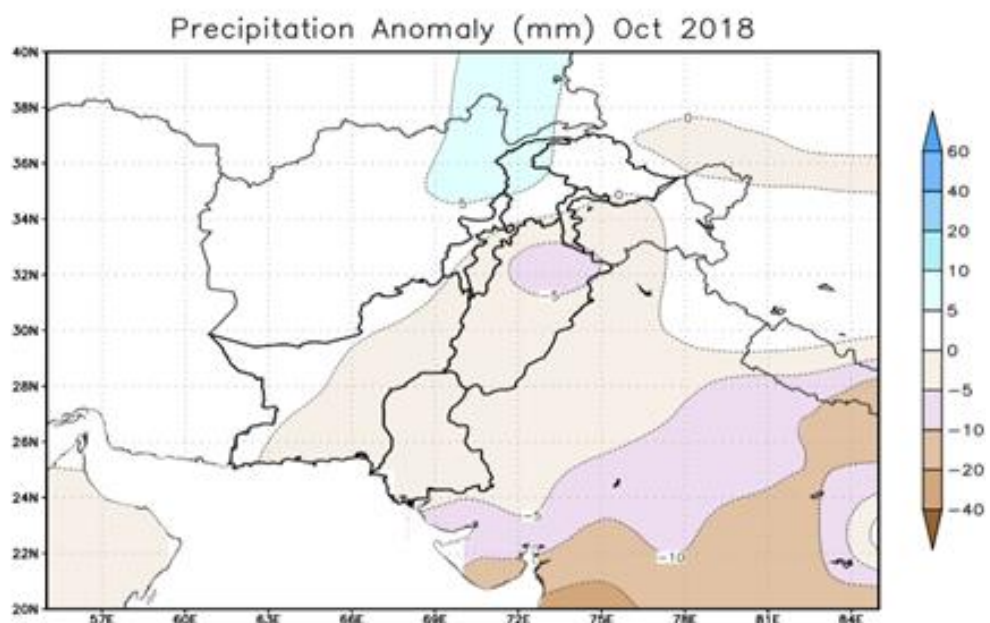 Precipitation Anomaly (mm) Oct 2018
40N
38N
36N
34N
32N
30N
28N
26N
24N
22N
20N
57E 60E 63E 66E 69E 72E 75E 78E 81E 84E
0
5
0
-5
-5
-10
60
40
20
10
5
0
-5
-10
-20
-40